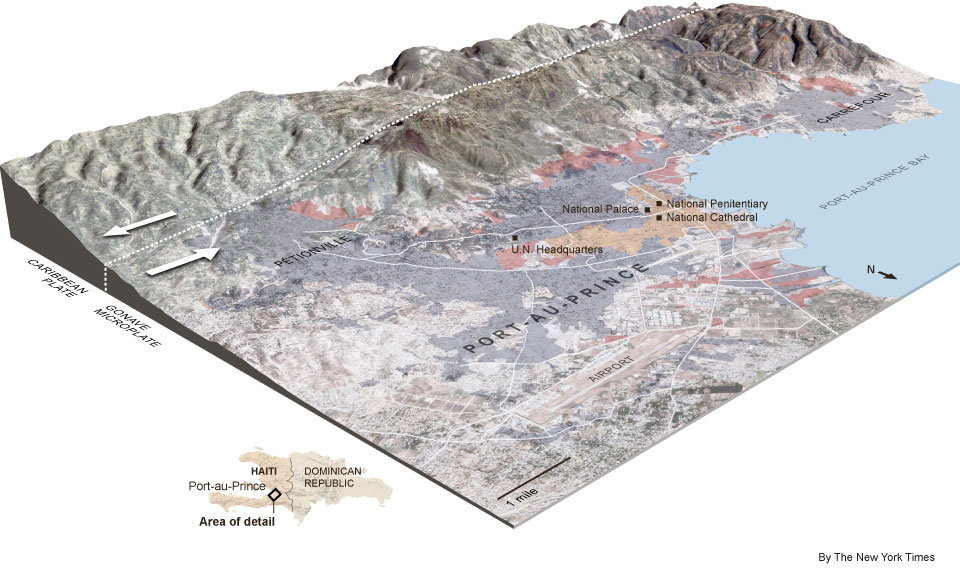 CARREFOUR
PORT-AU-PRINCE BAY
National Penitentiary
National Palace
National Cathedral
U.N. Headquarters
PÉTIONVILLE
N
PORT-AU-PRINCE
CARIBBEAN
PLATE
GONAVE
MICROPLATE
AIRPORT
1 mile
HAITI
DOMINICAN
REPUBLIC
Port-au-Prince
Area of detail
By The New York Times